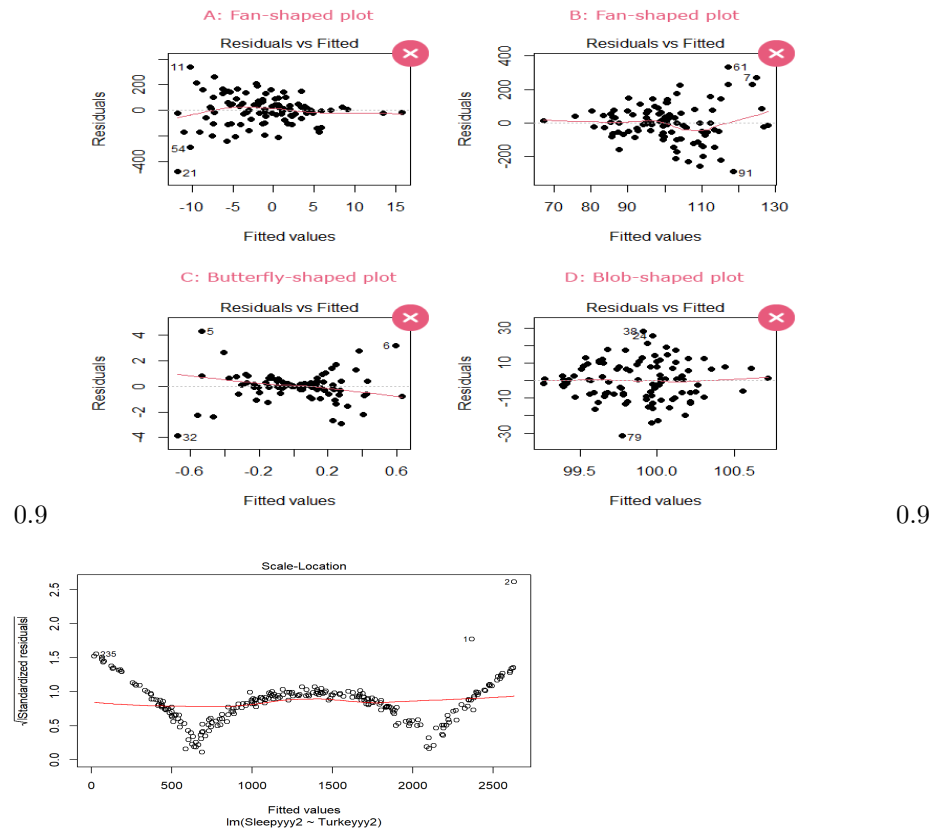 A: Fan-shaped plot
Residuals vs Fitted
Residuals
200
0
-400
11
54
21
-10 -5 0 5 10 15
Fitted values
B: Fan-shaped plot
Residuals vs Fitted
Residuals
400
200
0
-200
61
7
91
70 80 90 110 130
Fitted values
C: Butterfly-shaped plot
Residuals vs Fitted
Residuals
4
2
0
-2
-4
5
6
32
-0.6 -0.2 0.2 0.6
Fitted values
D: Blob-shaped plot
Residuals vs Fitted
Residuals
30
10
-10
-30
38
24
79
99.5 100.0 100.5
Fitted values
0.9
0.9
Scale-Location
√|Standardized residuals|
2.5
2.0
1.5
1.0
0.5
0.0
235
1
2
0 500 1000 1500 2000 2500
Fitted values
lm(Sleepyyy2 ~ Turkeyyy2)